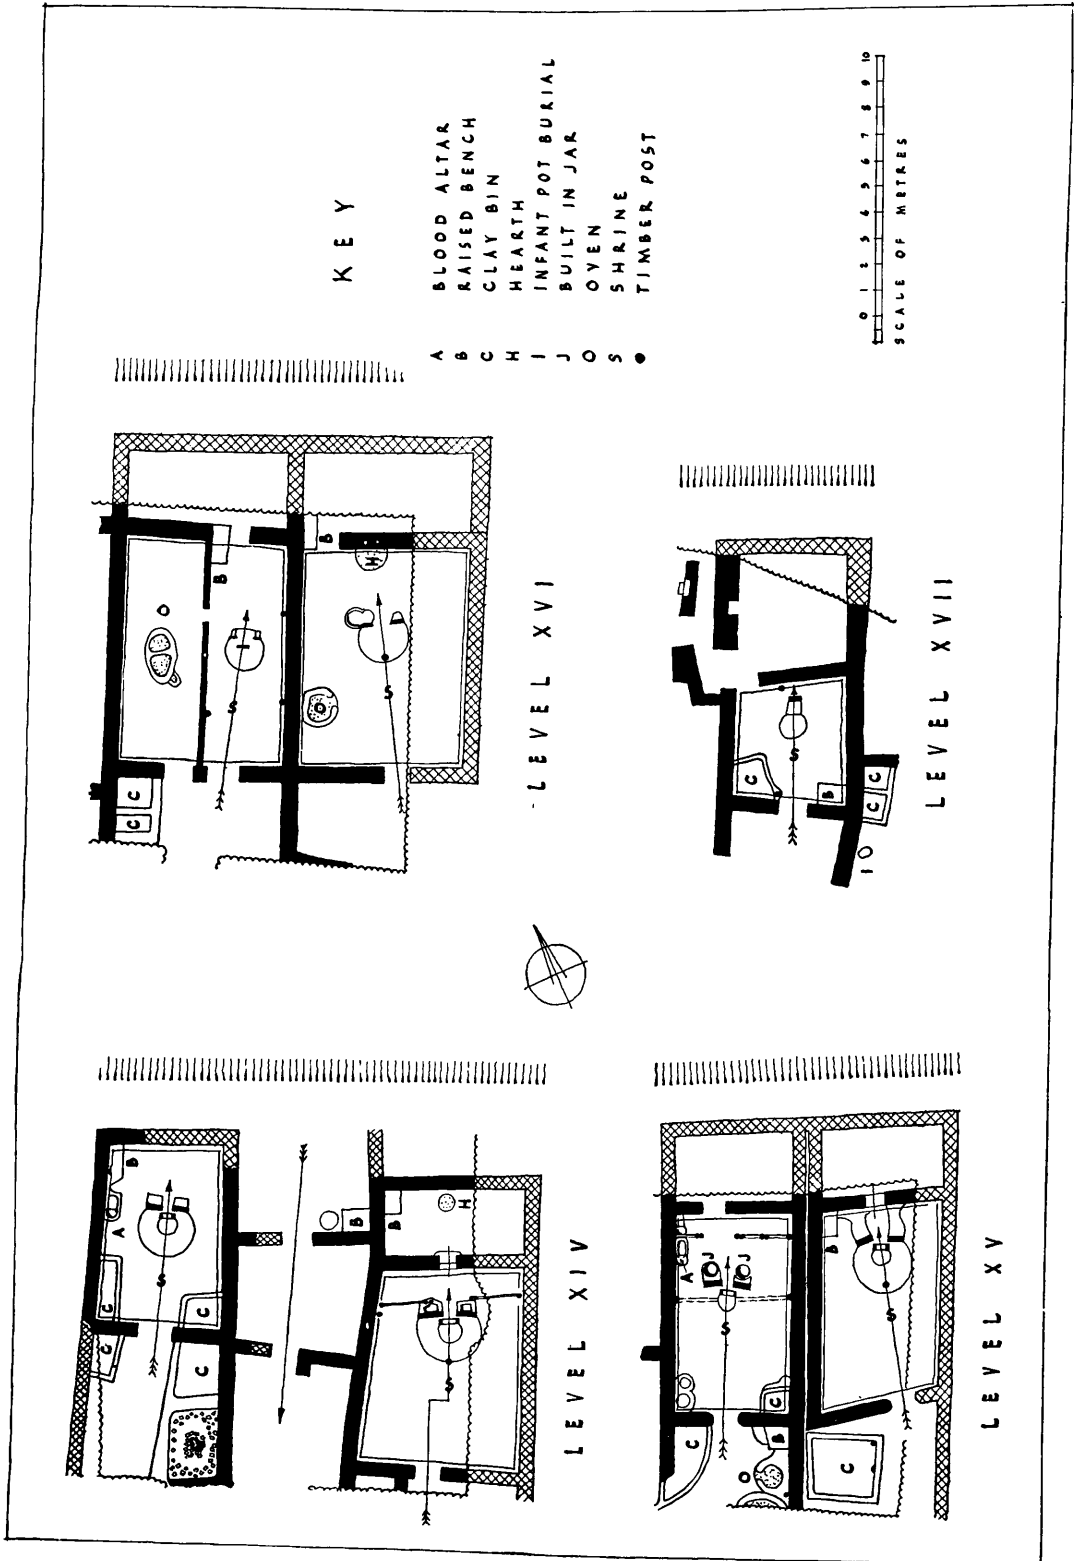 KEY
A BLOOD ALTAR
B RAISED BENCH
C CLAY BIN
H HEARTH
I INFANT POT BURIAL
J BUILT IN JAR
O OVEN
S SHRINE
● TIMBER POST
0 1 2 3 4 5 6 7 8 9 10
SCALE OF METRES
C
C
O
B
S
B
H
S
O
LEVEL XVI
C
S
B
C
C
I
LEVEL XVII
B
A
S
C
C
C
C
B
B
H
S
LEVEL XIV
A
J
J
S
C
C
B
O
B
S
C
LEVEL XV